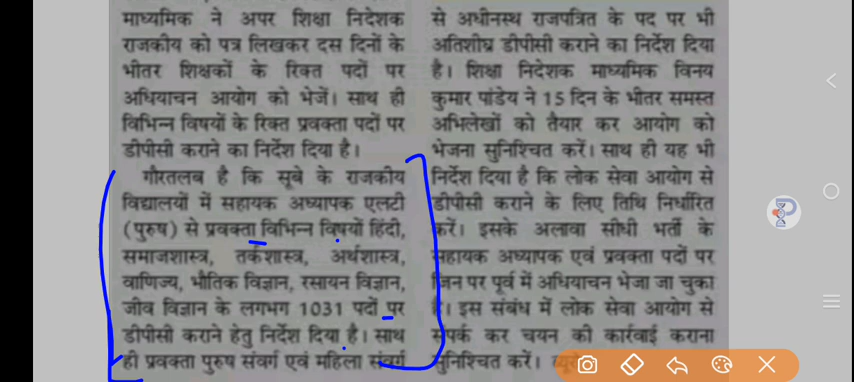 माध्यमिक ने अपर शिक्षा निदेशक
राजकीय को पत्र लिखकर दस दिनों के
भीतर शिक्षकों के रिक्त पदों पर
अधियाचन आयोग को भेजें। साथ ही
विभिन्न विषयों के रिक्त प्रवक्ता पदों पर
डीपीसी कराने का निर्देश दिया है।
गौरतलब है कि सूबे के राजकीय
विद्यालयों में सहायक अध्यापक एलटी
(पुरुष) से प्रवक्ता विभिन्न विषयों हिंदी,
समाजशास्त्र, तर्कशास्त्र, अर्थशास्त्र,
वाणिज्य, भौतिक विज्ञान, रसायन विज्ञान,
जीव विज्ञान के लगभग 1031 पदों पर
डीपीसी कराने हेतु निर्देश दिया है। साथ
ही प्रवक्ता पुरुष संवर्ग एवं महिला संवर्ग
से अधीनस्थ राजपत्रित के पद पर भी
अतिशीघ्र डीपीसी कराने का निर्देश दिया
है। शिक्षा निदेशक माध्यमिक विनय
कुमार पांडेय ने 15 दिन के भीतर समस्त
अभिलेखों को तैयार कर आयोग को
भेजना सुनिश्चित करें। साथ ही यह भी
निर्देश दिया है कि लोक सेवा आयोग से
डीपीसी कराने के लिए तिथि निर्धारित
करें। इसके अलावा सीधी भर्ती के
सहायक अध्यापक एवं प्रवक्ता पदों पर
जिन पर पूर्व में अधियाचन भेजा जा चुका
है। इस संबंध में लोक सेवा आयोग से
संपर्क कर चयन की कार्रवाई कराना
सुनिश्चित करें।